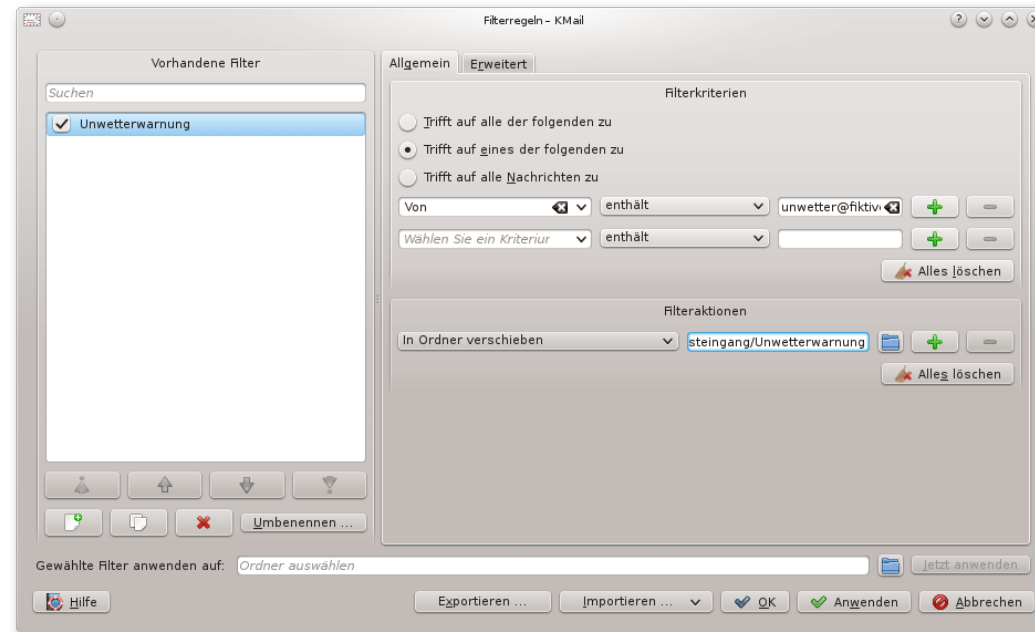 Filterregeln – KMail
Vorhandene Filter
Suchen
Unwetterwarnung
Umbenennen ...
Allgemein Erweitert
Filterkriterien
Trifft auf alle der folgenden zu
Trifft auf eines der folgenden zu
Trifft auf alle Nachrichten zu
Von enthält unwetter@fiktiv
Wählen Sie ein Kriteriur enthält
Alles löschen
Filteraktionen
In Ordner verschieben steingang/Unwetterwarnung
Alles löschen
Gewählte Filter anwenden auf: Ordner auswählen Jetzt anwenden
Hilfe Exportieren ... Importieren ... OK Anwenden Abbrechen